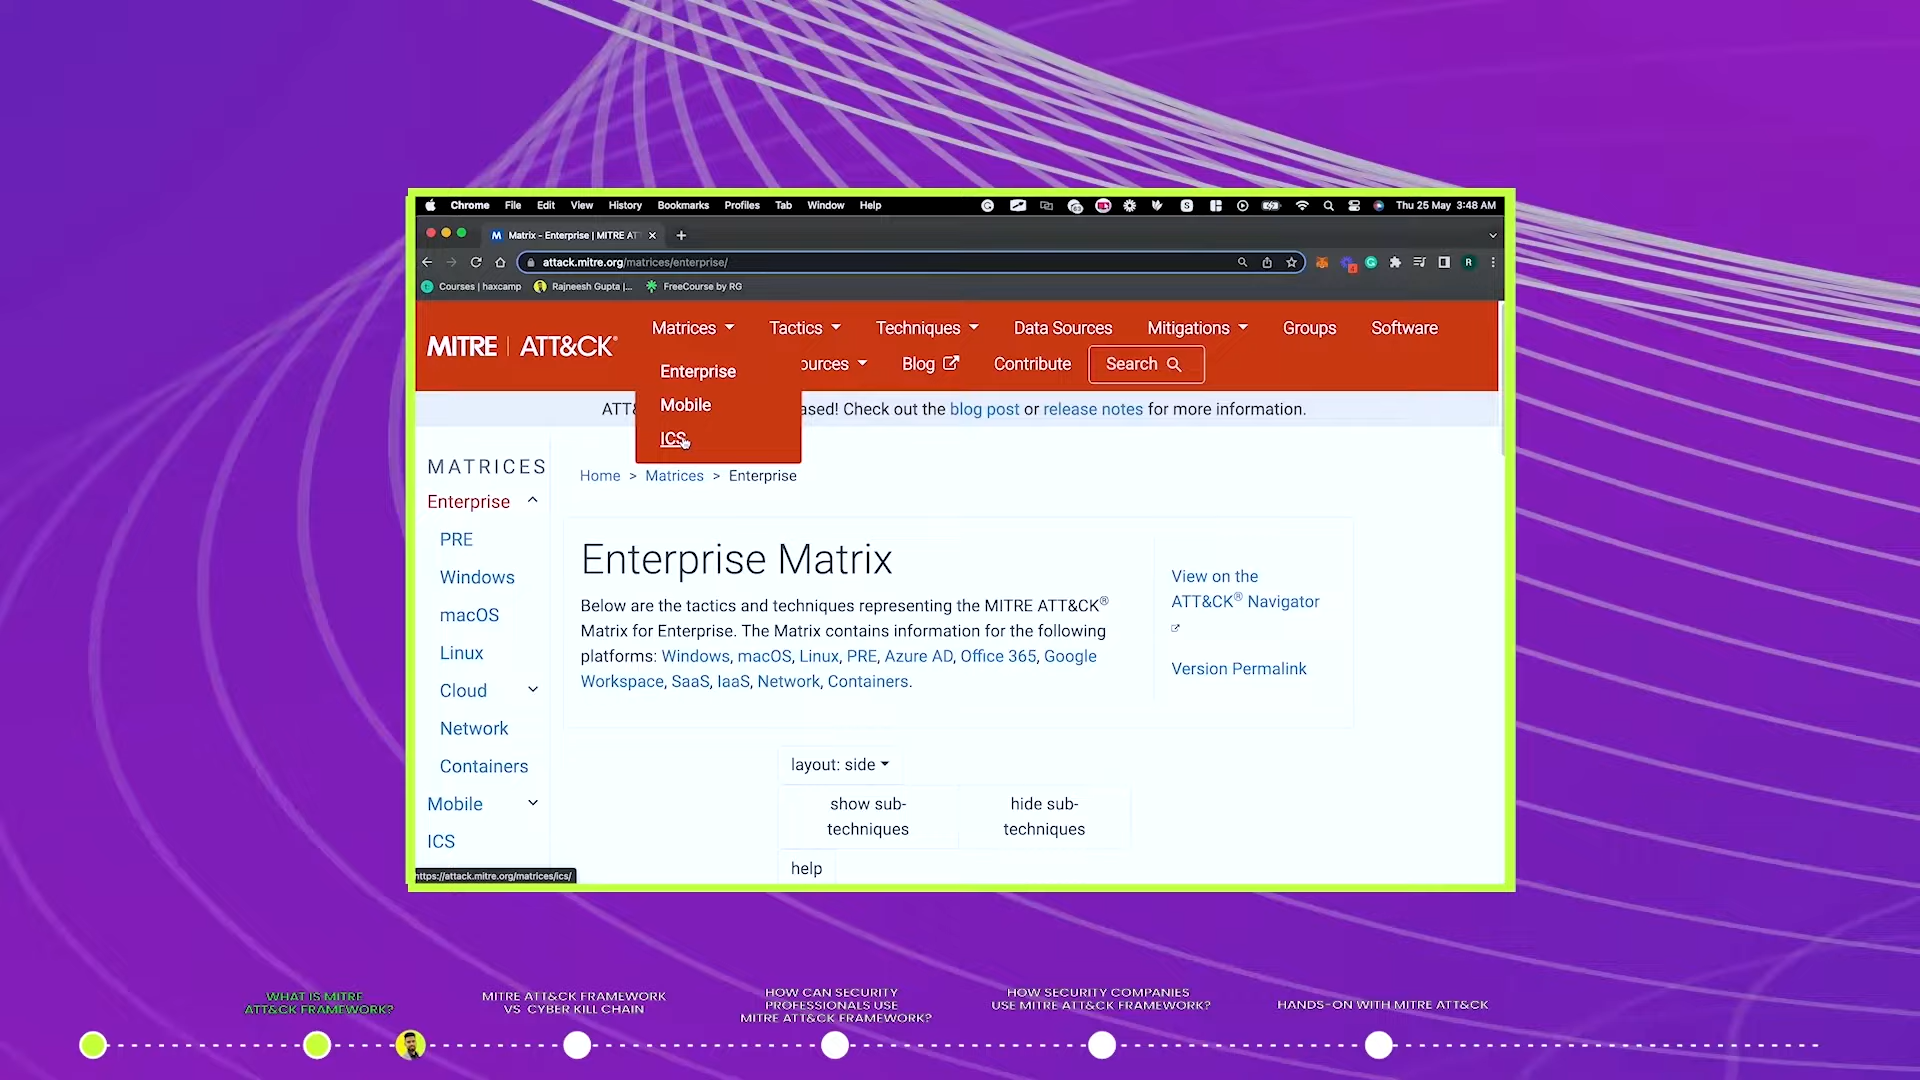 Chrome File Edit View History Bookmarks Profiles Tab Window Help Thu 25 May 3:48 AM
Matrix - Enterprise | MITRE AT
attack.mitre.org/matrices/enterprise/
Courses | haxcamp Rajneesh Gupta |... FreeCourse by RG
MITRE | ATT&CK®
Matrices Tactics Techniques Data Sources Mitigations Groups Software
ources Blog Contribute Search
Enterprise
Mobile
ICS
ATT& ased! Check out the blog post or release notes for more information.
MATRICES
Enterprise
PRE
Windows
macOS
Linux
Cloud
Network
Containers
Mobile
ICS
Home > Matrices > Enterprise
Enterprise Matrix
Below are the tactics and techniques representing the MITRE ATT&CK®
Matrix for Enterprise. The Matrix contains information for the following
platforms: Windows, macOS, Linux, PRE, Azure AD, Office 365, Google
Workspace, SaaS, IaaS, Network, Containers.
View on the
ATT&CK® Navigator
Version Permalink
layout: side
show sub-
techniques
hide sub-
techniques
help
https://attack.mitre.org/matrices/ics/
WHAT IS MITRE
ATT&CK FRAMEWORK?
MITRE ATT&CK FRAMEWORK
VS CYBER KILL CHAIN
HOW CAN SECURITY
PROFESSIONALS USE
MITRE ATT&CK FRAMEWORK?
HOW SECURITY COMPANIES
USE MITRE ATT&CK FRAMEWORK?
HANDS-ON WITH MITRE ATT&CK